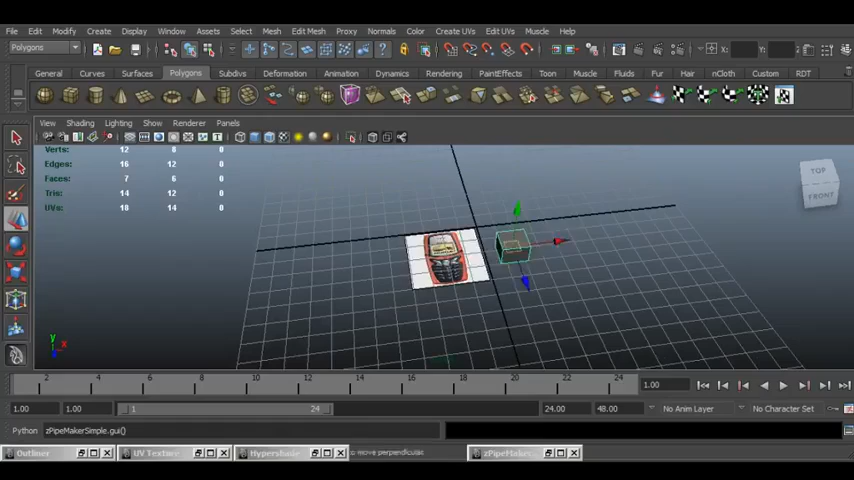 File Edit Modify Create Display Window Assets Select Mesh Edit Mesh Proxy Normals Color Create UVs Edit UVs Muscle Help
Polygons X: Y:
General Curves Surfaces Polygons Subdivs Deformation Animation Dynamics Rendering PaintEffects Toon Muscle Fluids Fur Hair nCloth Custom RDT
View Shading Lighting Show Renderer Panels
Verts: 12 8 0
Edges: 16 12 0
Faces: 7 6 0
Tris: 14 12 0
UVs: 18 14 0
TOP
FRONT
y
x
2 4 6 8 10 12 14 16 18 20 22 24 1.00
1.00 1.00 1 24 24.00 48.00 No Anim Layer No Character Set
Python zPipeMakerSimple.gui()
Outliner UV Texture Hypershade to move perpendicular zPipeMaker